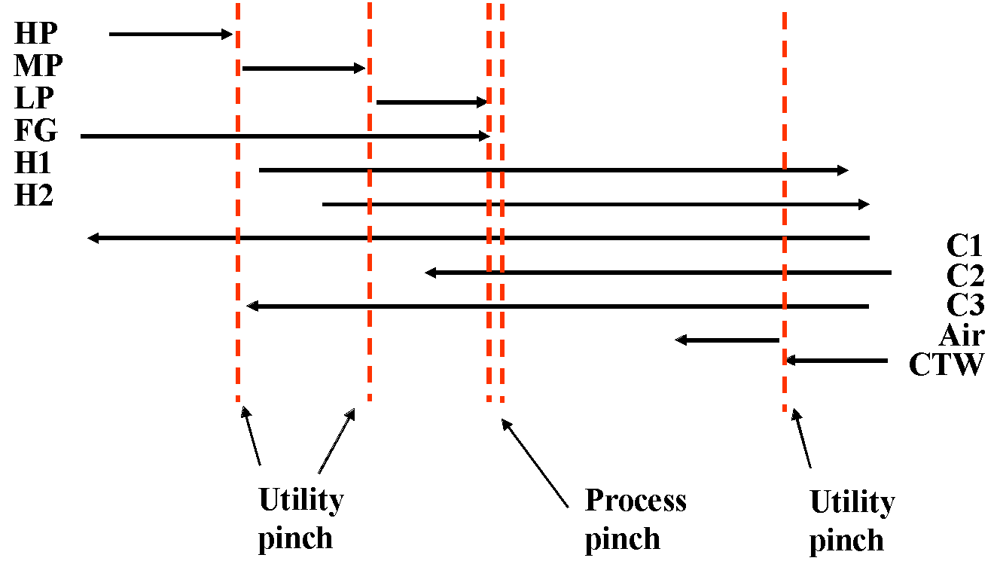 HP
MP
LP
FG
H1
H2
C1
C2
C3
Air
CTW
Utility
pinch
Process
pinch
Utility
pinch